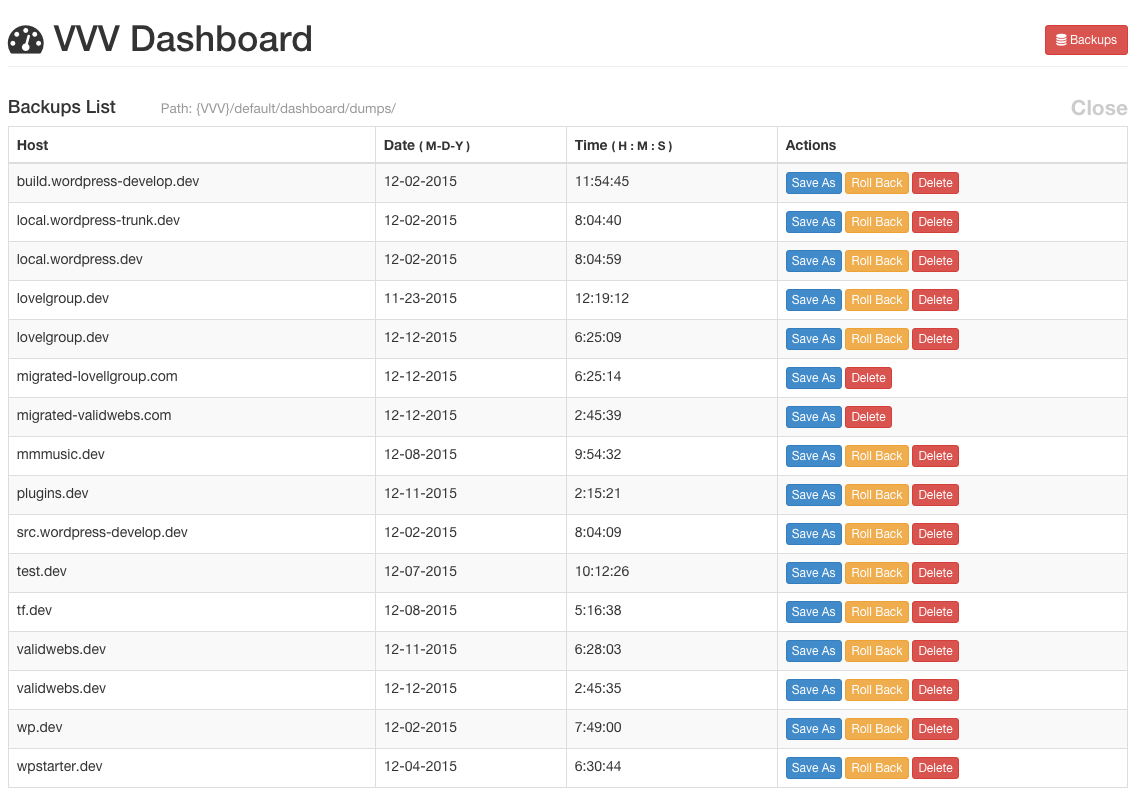 VVV Dashboard
Backups
Backups List Path: {VVV}/default/dashboard/dumps/ Close
Host Date ( M-D-Y ) Time ( H : M : S ) Actions
build.wordpress-develop.dev 12-02-2015 11:54:45 Save As Roll Back Delete
local.wordpress-trunk.dev 12-02-2015 8:04:40 Save As Roll Back Delete
local.wordpress.dev 12-02-2015 8:04:59 Save As Roll Back Delete
lovelgroup.dev 11-23-2015 12:19:12 Save As Roll Back Delete
lovelgroup.dev 12-12-2015 6:25:09 Save As Roll Back Delete
migrated-lovellgroup.com 12-12-2015 6:25:14 Save As Delete
migrated-validwebs.com 12-12-2015 2:45:39 Save As Delete
mmmusic.dev 12-08-2015 9:54:32 Save As Roll Back Delete
plugins.dev 12-11-2015 2:15:21 Save As Roll Back Delete
src.wordpress-develop.dev 12-02-2015 8:04:09 Save As Roll Back Delete
test.dev 12-07-2015 10:12:26 Save As Roll Back Delete
tf.dev 12-08-2015 5:16:38 Save As Roll Back Delete
validwebs.dev 12-11-2015 6:28:03 Save As Roll Back Delete
validwebs.dev 12-12-2015 2:45:35 Save As Roll Back Delete
wp.dev 12-02-2015 7:49:00 Save As Roll Back Delete
wpstarter.dev 12-04-2015 6:30:44 Save As Roll Back Delete